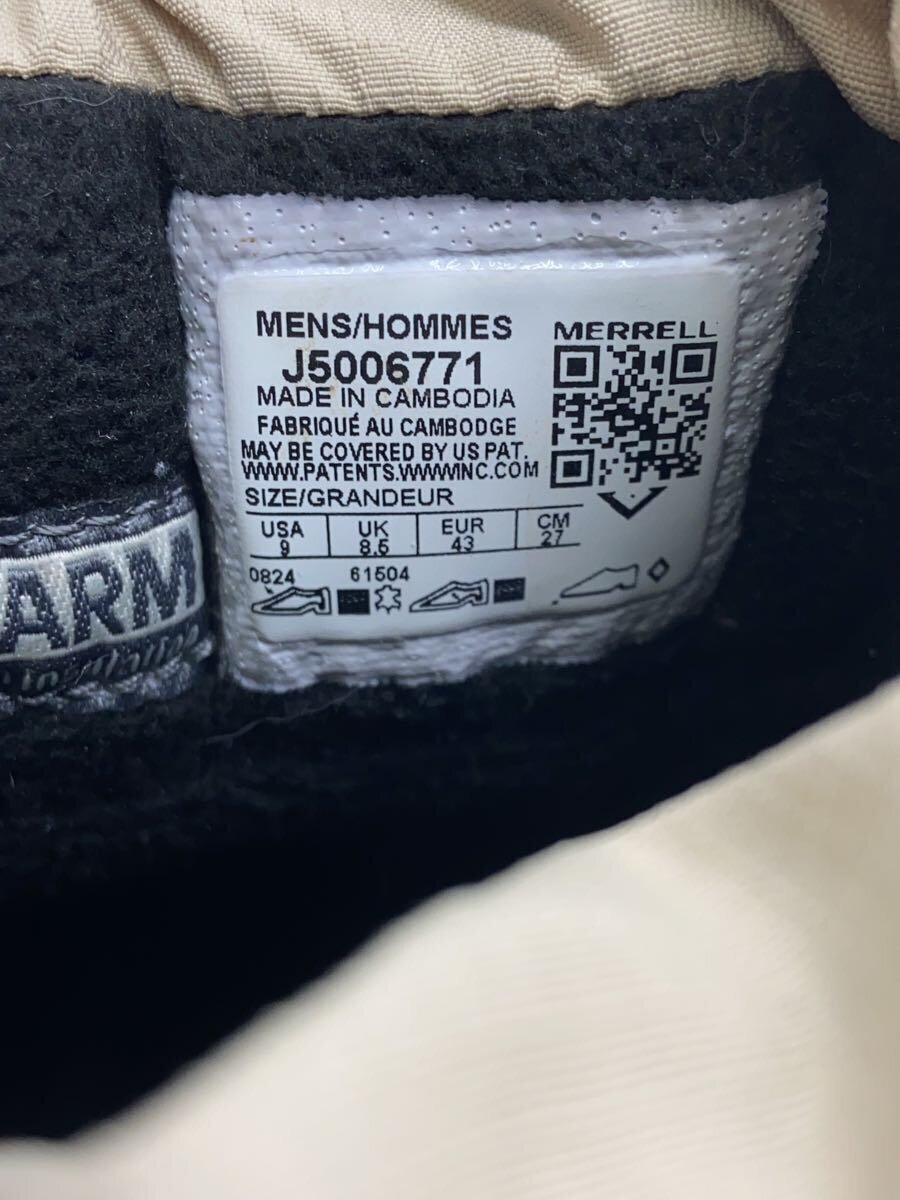 MENS/HOMMES
J5006771
MADE IN CAMBODIA
FABRIQUÉ AU CAMBODGE
MAY BE COVERED BY US PAT.
WWW.PATENTS.WWWINC.COM
SIZE/GRANDEUR
USA UK EUR CM
9 8.5 43 27
0824 61504
MERRELL
ARM